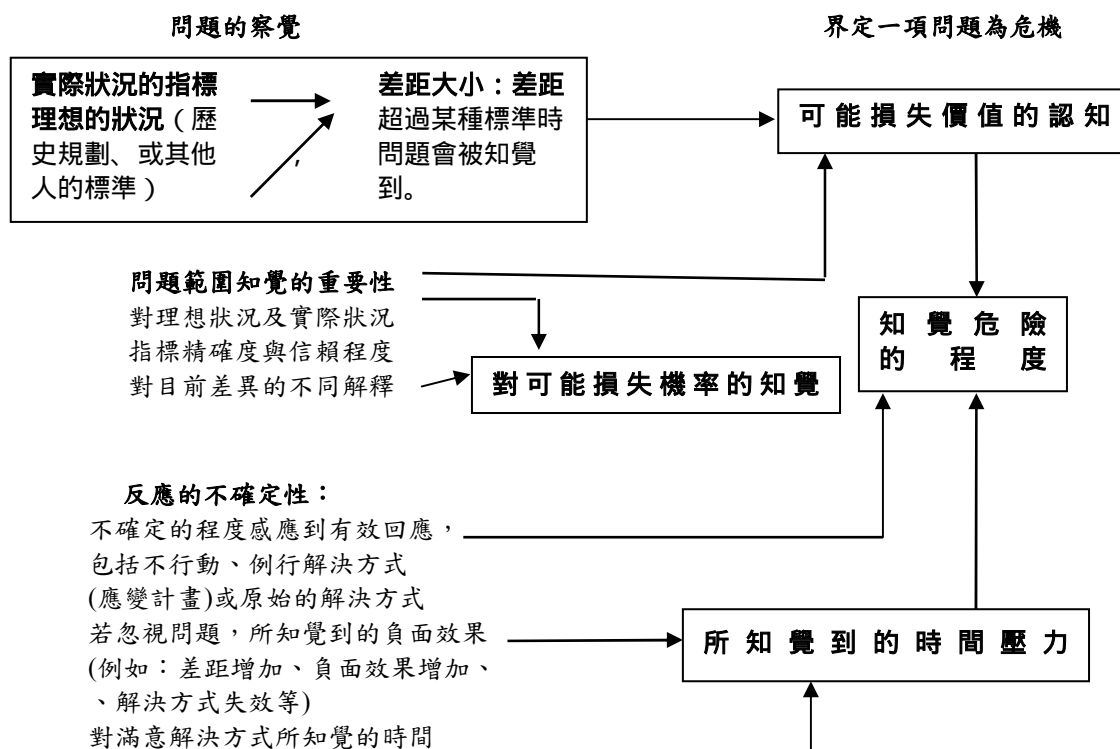 問題的察覺
界定一項問題為危機
實際狀況的指標
理想的狀況（歷
史規劃、或其他
人的標準）
，
差距大小：差距
超過某種標準時
問題會被知覺
到。
可能損失價值的認知
問題範圍知覺的重要性
對理想狀況及實際狀況
指標精確度與信賴程度
對目前差異的不同解釋
知覺危險
的程度
對可能損失機率的知覺
反應的不確定性：
不確定的程度感應到有效回應，
包括不行動、例行解決方式
(應變計畫)或原始的解決方式
若忽視問題，所知覺到的負面效果
(例如：差距增加、負面效果增加、
、解決方式失效等)
對滿意解決方式所知覺的時間
所知覺到的時間壓力